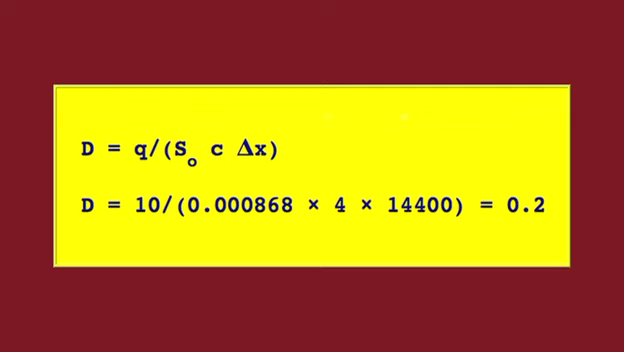 D = q/(Sₒ c Δx)
D = 10/(0.000868 × 4 × 14400) = 0.2